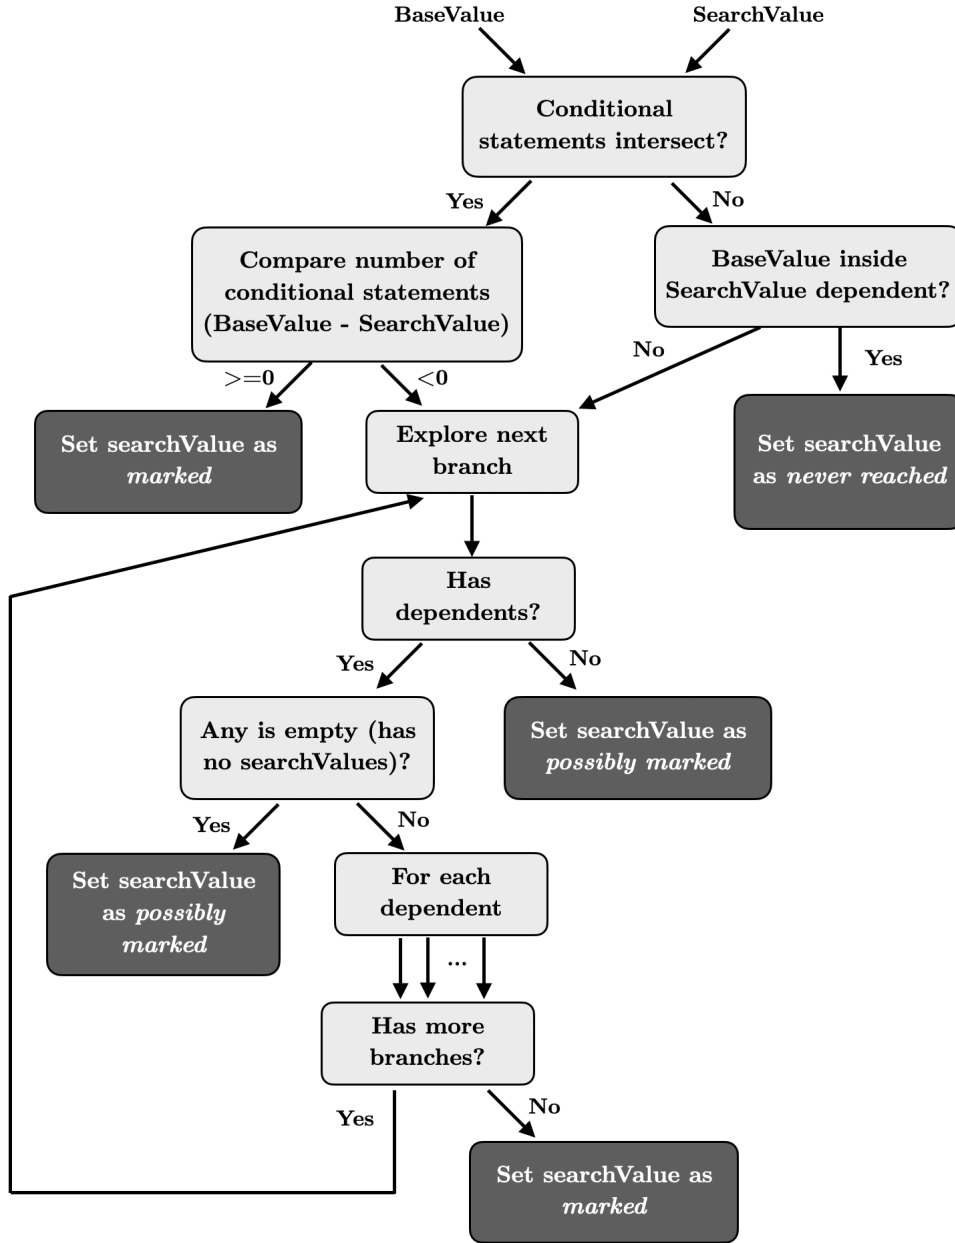 BaseValue
SearchValue
Conditional
statements intersect?
Yes
No
Compare number of
conditional statements
(BaseValue - SearchValue)
BaseValue inside
SearchValue dependent?
>=0
<0
No
Yes
Set searchValue as
marked
Explore next
branch
Set searchValue
as never reached
Has
dependents?
Yes
No
Any is empty (has
no searchValues)?
Set searchValue as
possibly marked
Yes
No
Set searchValue
as possibly
marked
For each
dependent
...
Has more
branches?
Yes
No
Set searchValue as
marked